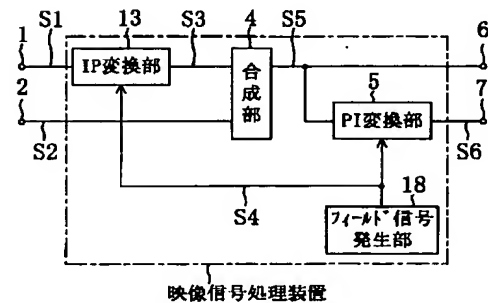 13
4
1
S1
S3
S5
6
IP変換部
合成部
5
2
7
PI変換部
S2
S6
S4
18
フィールド信号
発生部
映像信号処理装置